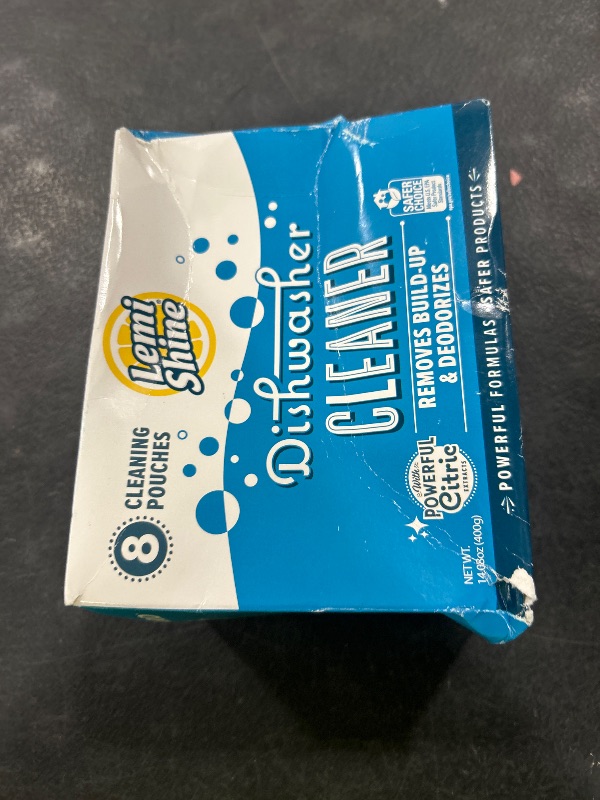 8
CLEANING
POUCHES
Lemi
Shine
Dishwasher
CLEANER
REMOVES BUILD-UP
& DEODORIZES
With
POWERFUL
Citric
EXTRACTS
SAFER
CHOICE
NET WT.
14.08oz (400g)
POWERFUL FORMULAS SAFER PRODUCTS